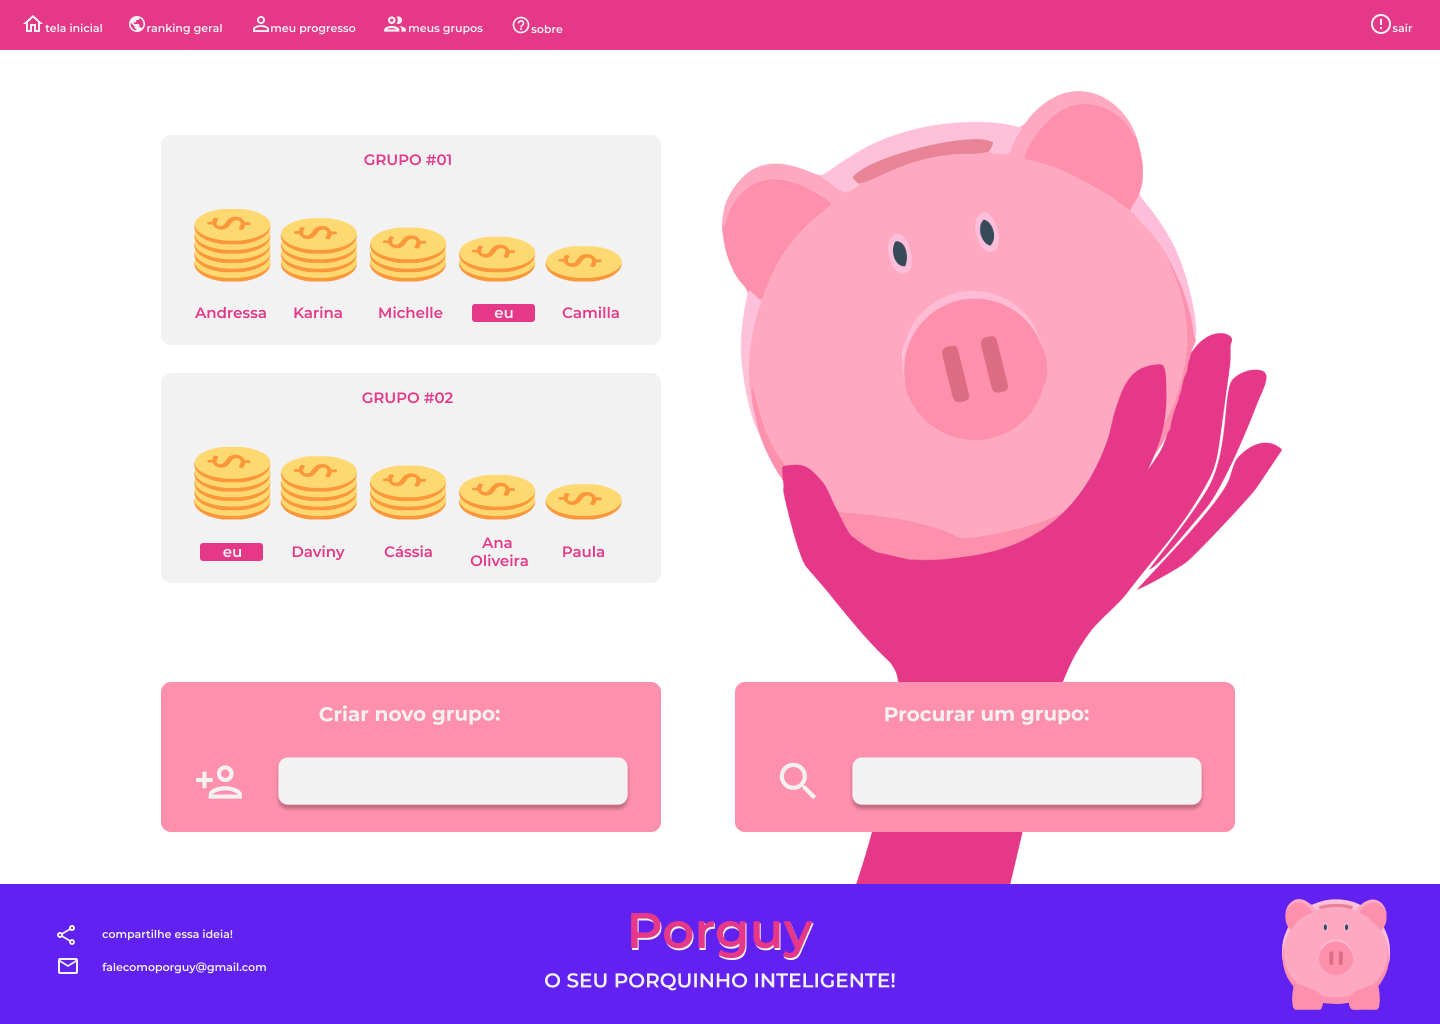 tela inicial
ranking geral
meu progresso
meus grupos
sobre
sair
GRUPO #01
Andressa
Karina
Michelle
eu
Camilla
GRUPO #02
eu
Daviny
Cássia
Ana
Oliveira
Paula
Criar novo grupo:
Procurar um grupo:
compartilhe essa ideia!
falecomoporguy@gmail.com
Porguy
O SEU PORQUINHO INTELIGENTE!